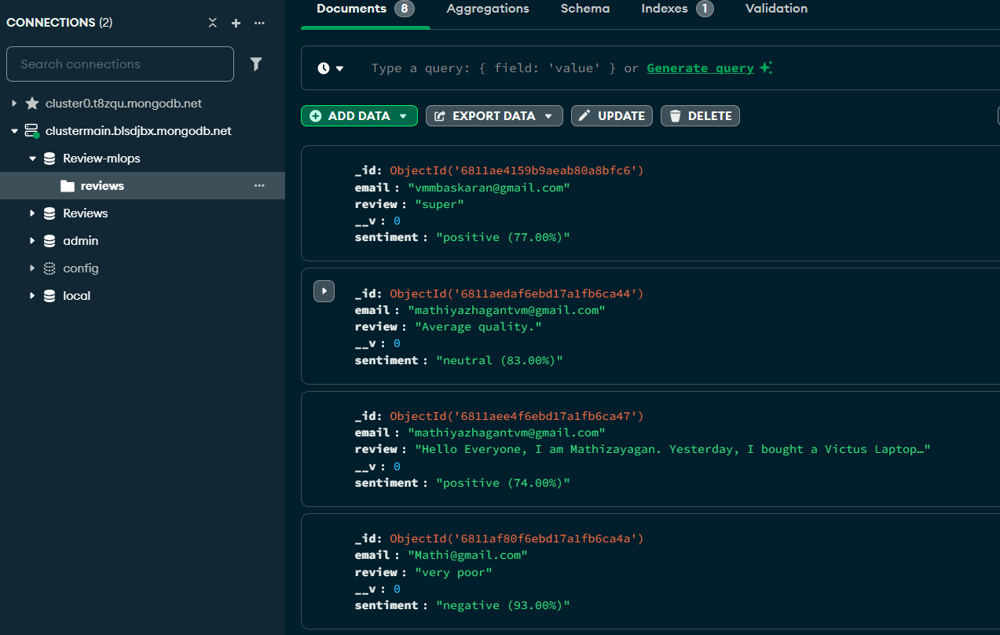 CONNECTIONS (2)
Search connections
cluster0.t8zqu.mongodb.net
clustermain.blsdjbx.mongodb.net
Review-mlops
reviews
Reviews
admin
config
local
Documents 8 Aggregations Schema Indexes 1 Validation
Type a query: { field: 'value' } or Generate query
ADD DATA EXPORT DATA UPDATE DELETE
_id: ObjectId('6811ae4159b9aeab80a8bfc6')
email : "vmmbaskaran@gmail.com"
review : "super"
__v : 0
sentiment : "positive (77.00%)"
_id: ObjectId('6811aedaf6ebd17a1fb6ca44')
email : "mathiyazhagantvm@gmail.com"
review : "Average quality."
__v : 0
sentiment : "neutral (83.00%)"
_id: ObjectId('6811aee4f6ebd17a1fb6ca47')
email : "mathiyazhagantvm@gmail.com"
review : "Hello Everyone, I am Mathizayagan. Yesterday, I bought a Victus Laptop…"
__v : 0
sentiment : "positive (74.00%)"
_id: ObjectId('6811af80f6ebd17a1fb6ca4a')
email : "Mathi@gmail.com"
review : "very poor"
__v : 0
sentiment : "negative (93.00%)"